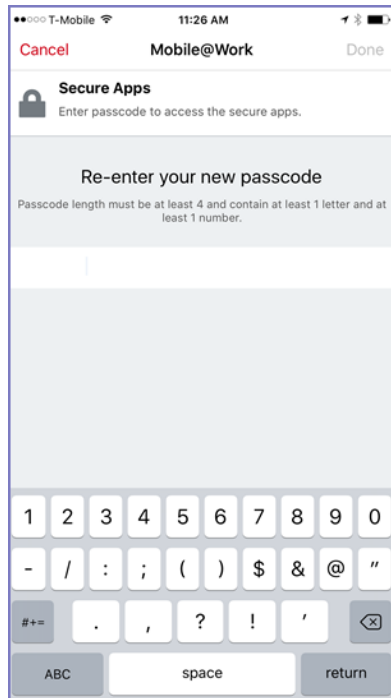 T-Mobile 11:26 AM
Cancel Mobile@Work Done
Secure Apps
Enter passcode to access the secure apps.
Re-enter your new passcode
Passcode length must be at least 4 and contain at least 1 letter and at
least 1 number.
1 2 3 4 5 6 7 8 9 0
- / : ; ( ) $ & @ "
#+= . , ? ! '
ABC space return